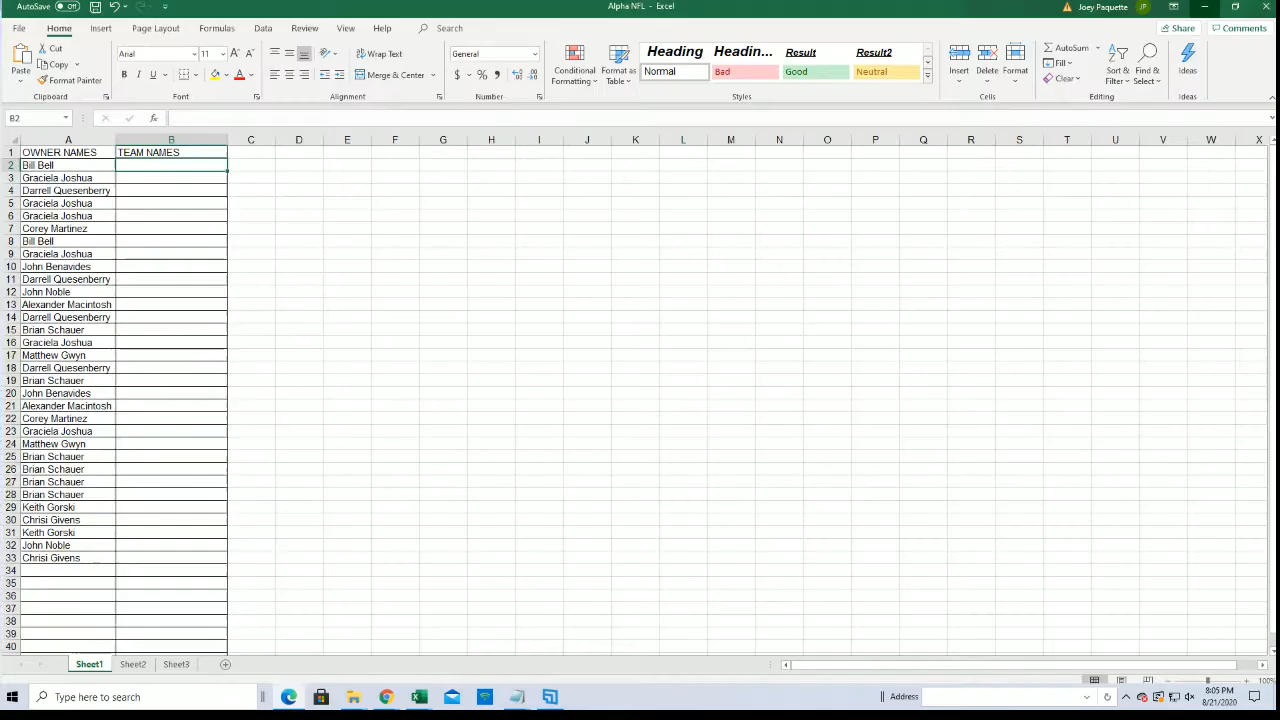 AutoSave Off Alpha NFL - Excel Joey Paquette JP
File Home Insert Page Layout Formulas Data Review View Help Search Share Comments
Cut Arial 11 Wrap Text General Heading Headin... Result Result2 AutoSum
Paste Copy Format Painter B I U Merge & Center $ % Conditional Formatting Format as Table Normal Bad Good Neutral Insert Delete Format Fill Clear Sort & Filter Find & Select Ideas
Clipboard Font Alignment Number Styles Cells Editing Ideas
B2 fx
A B C D E F G H I J K L M N O P Q R S T U V W X
1 OWNER NAMES TEAM NAMES
2 Bill Bell
3 Graciela Joshua
4 Darrell Quesenberry
5 Graciela Joshua
6 Graciela Joshua
7 Corey Martinez
8 Bill Bell
9 Graciela Joshua
10 John Benavides
11 Darrell Quesenberry
12 John Noble
13 Alexander Macintosh
14 Darrell Quesenberry
15 Brian Schauer
16 Graciela Joshua
17 Matthew Gwyn
18 Darrell Quesenberry
19 Brian Schauer
20 John Benavides
21 Alexander Macintosh
22 Corey Martinez
23 Graciela Joshua
24 Matthew Gwyn
25 Brian Schauer
26 Brian Schauer
27 Brian Schauer
28 Brian Schauer
29 Keith Gorski
30 Chrisi Givens
31 Keith Gorski
32 John Noble
33 Chrisi Givens
34
35
36
37
38
39
40
Sheet1 Sheet2 Sheet3
100%
Type here to search Address 8:05 PM
8/21/2020